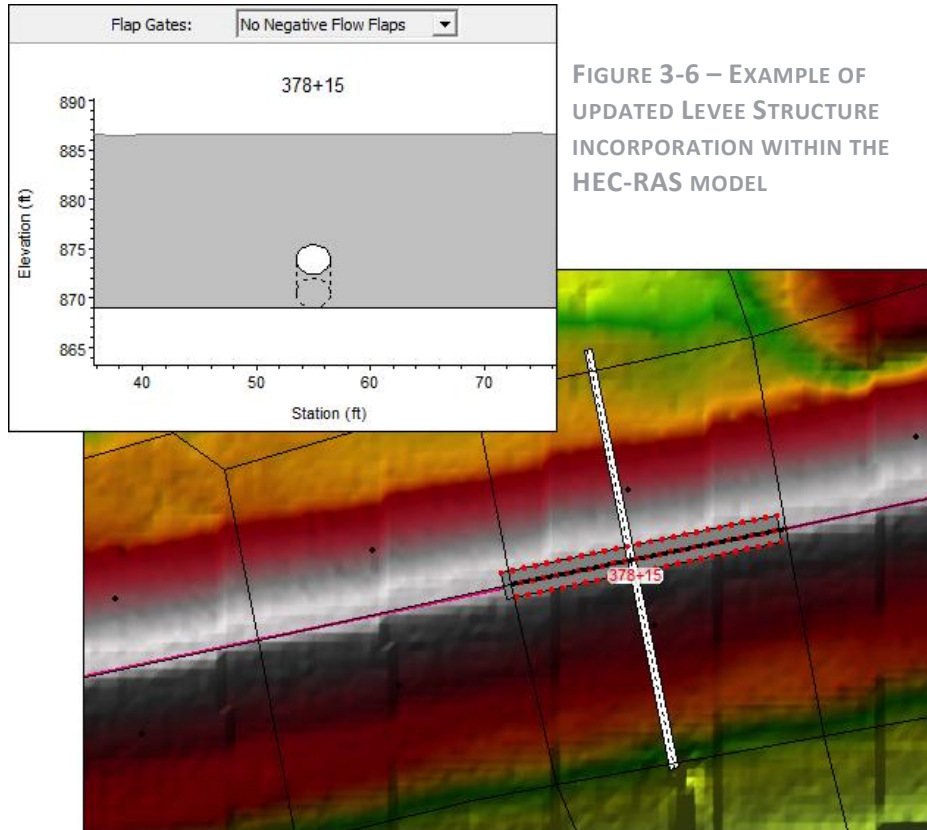 Flap Gates: No Negative Flow Flaps
378+15
890
885
880
875
870
865
Elevation (ft)
40 50 60 70
Station (ft)
FIGURE 3-6 – EXAMPLE OF
UPDATED LEVEE STRUCTURE
INCORPORATION WITHIN THE
HEC-RAS MODEL
378+15